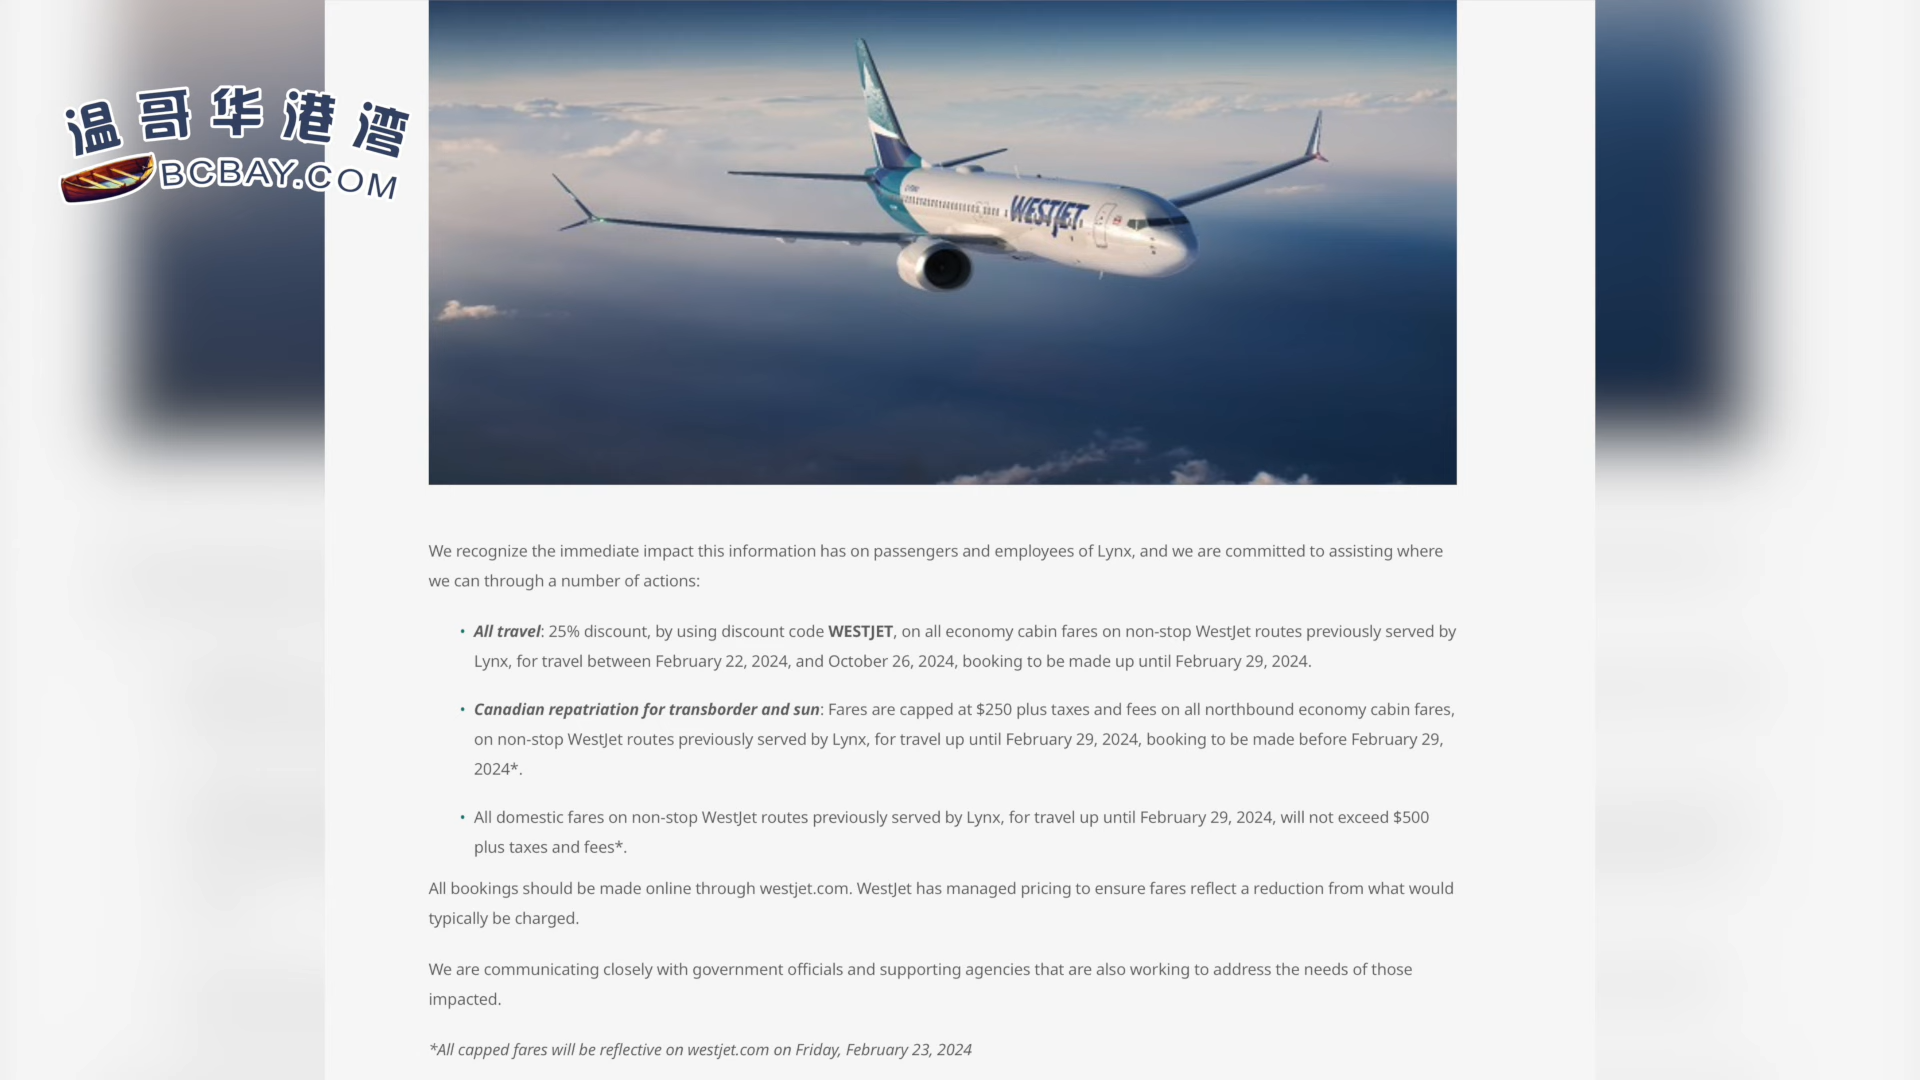 温哥华港湾
BCBAY.COM
WESTJET
We recognize the immediate impact this information has on passengers and employees of Lynx, and we are committed to assisting where
we can through a number of actions:
• All travel: 25% discount, by using discount code WESTJET, on all economy cabin fares on non-stop WestJet routes previously served by
Lynx, for travel between February 22, 2024, and October 26, 2024, booking to be made up until February 29, 2024.
• Canadian repatriation for transborder and sun: Fares are capped at $250 plus taxes and fees on all northbound economy cabin fares,
on non-stop WestJet routes previously served by Lynx, for travel up until February 29, 2024, booking to be made before February 29,
2024*.
• All domestic fares on non-stop WestJet routes previously served by Lynx, for travel up until February 29, 2024, will not exceed $500
plus taxes and fees*.
All bookings should be made online through westjet.com. WestJet has managed pricing to ensure fares reflect a reduction from what would
typically be charged.
We are communicating closely with government officials and supporting agencies that are also working to address the needs of those
impacted.
*All capped fares will be reflective on westjet.com on Friday, February 23, 2024